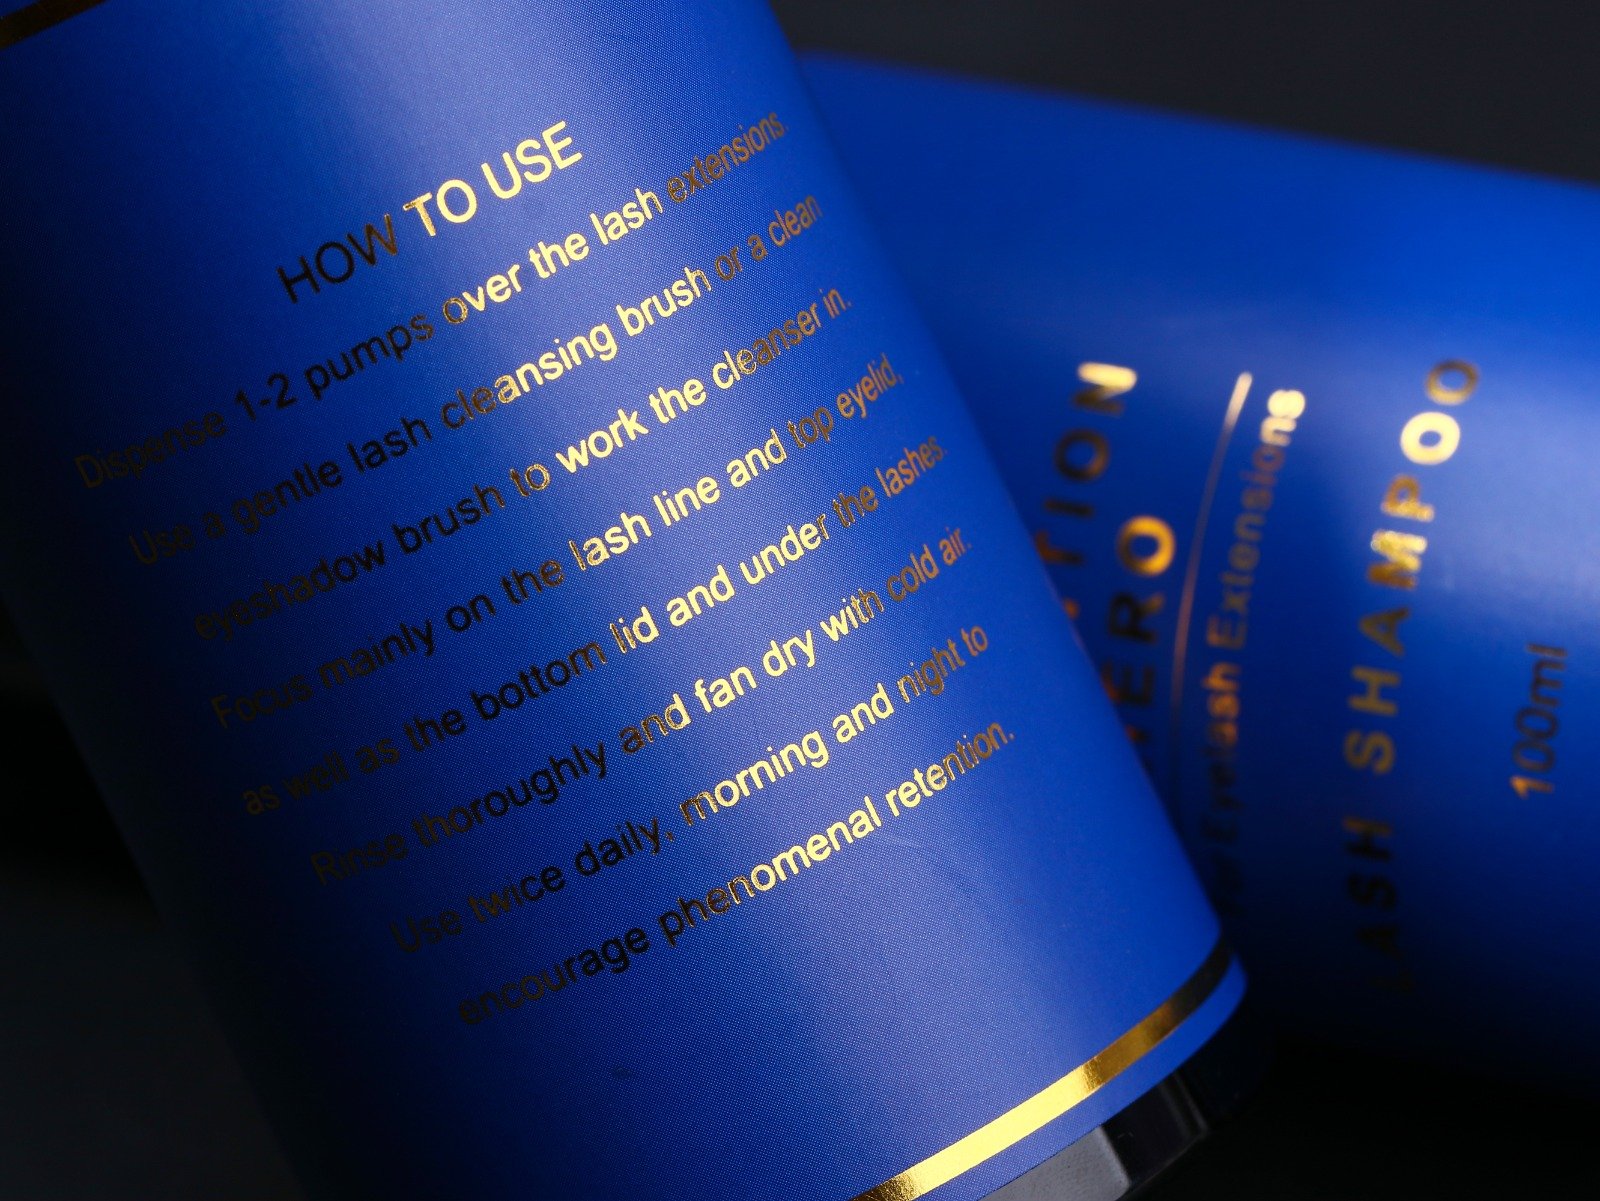 HOW TO USE
Dispense 1-2 pumps over the lash extensions.
Use a gentle lash cleansing brush or a clean
eyeshadow brush to work the cleanser in.
Focus mainly on the lash line and top eyelid,
as well as the bottom lid and under the lashes.
Rinse thoroughly and fan dry with cold air.
Use twice daily, morning and night to
encourage phenomenal retention.
Eyelash Extensions
LASH SHAMPOO
100ml